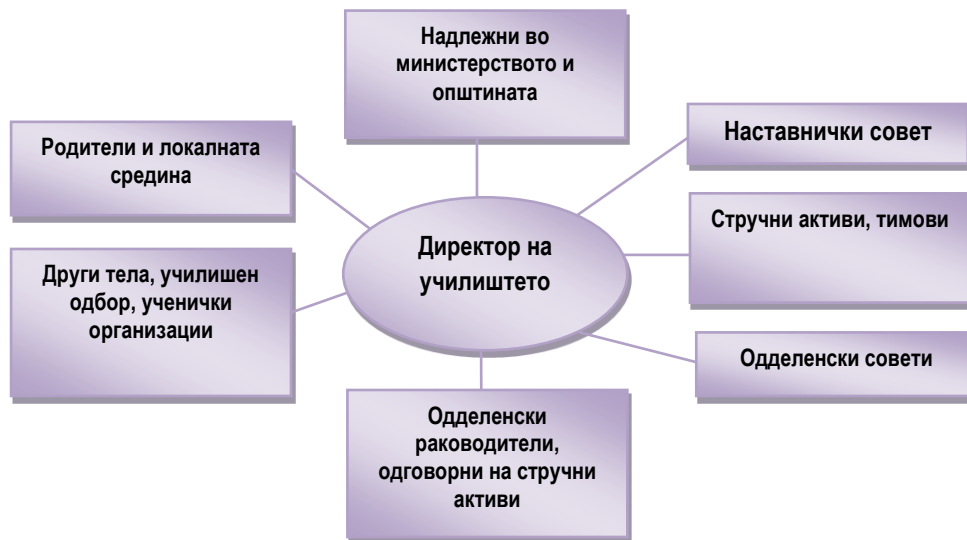 Надлежни во
министерството и
општината
Родители и локалната
средина
Наставнички совет
Директор на
училиштето
Стручни активи, тимови
Други тела, училишен
одбор, ученички
организации
Одделенски совети
Одделенски
раководители,
одговорни на стручни
активи